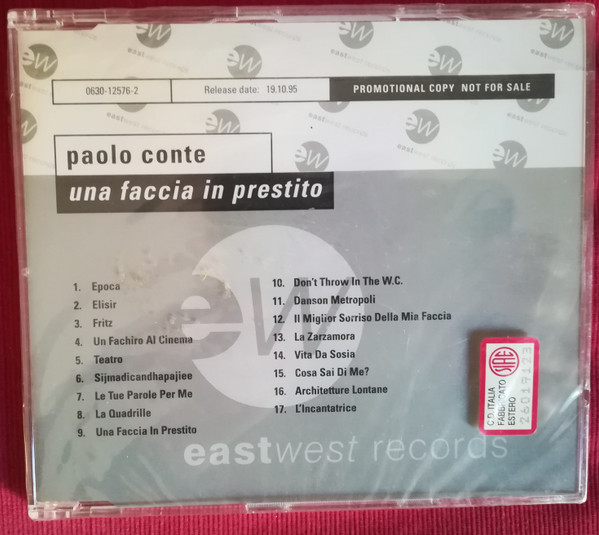 0630-12576-2
Release date: 19.10.95
PROMOTIONAL COPY NOT FOR SALE
paolo conte
una faccia in prestito
1. Epoca
2. Elisir
3. Fritz
4. Un Fachiro Al Cinema
5. Teatro
6. Sijmadicandhapajiee
7. Le Tue Parole Per Me
8. La Quadrille
9. Una Faccia In Prestito
10. Don't Throw In The W.C.
11. Danson Metropoli
12. Il Miglior Sorriso Della Mia Faccia
13. La Zarzamora
14. Vita Da Sosia
15. Cosa Sai Di Me?
16. Architetture Lontane
17. L'Incantatrice
ew
eastwest records
SIAE
C.D. ITALIA
FABBRICATO
ESTERO
26019123